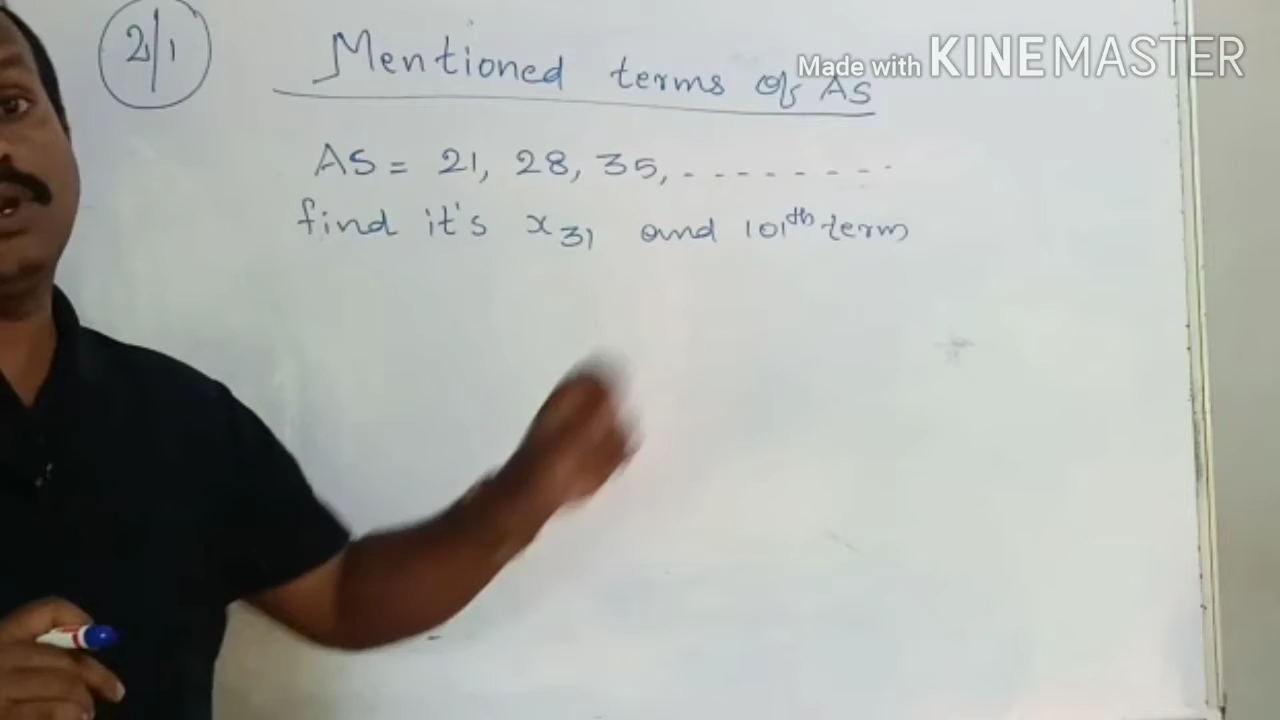 2/1
Mentioned terms of AS
Made with KINEMASTER
AS = 21, 28, 35, - - - - - - - -
find it's x31 and 101th term